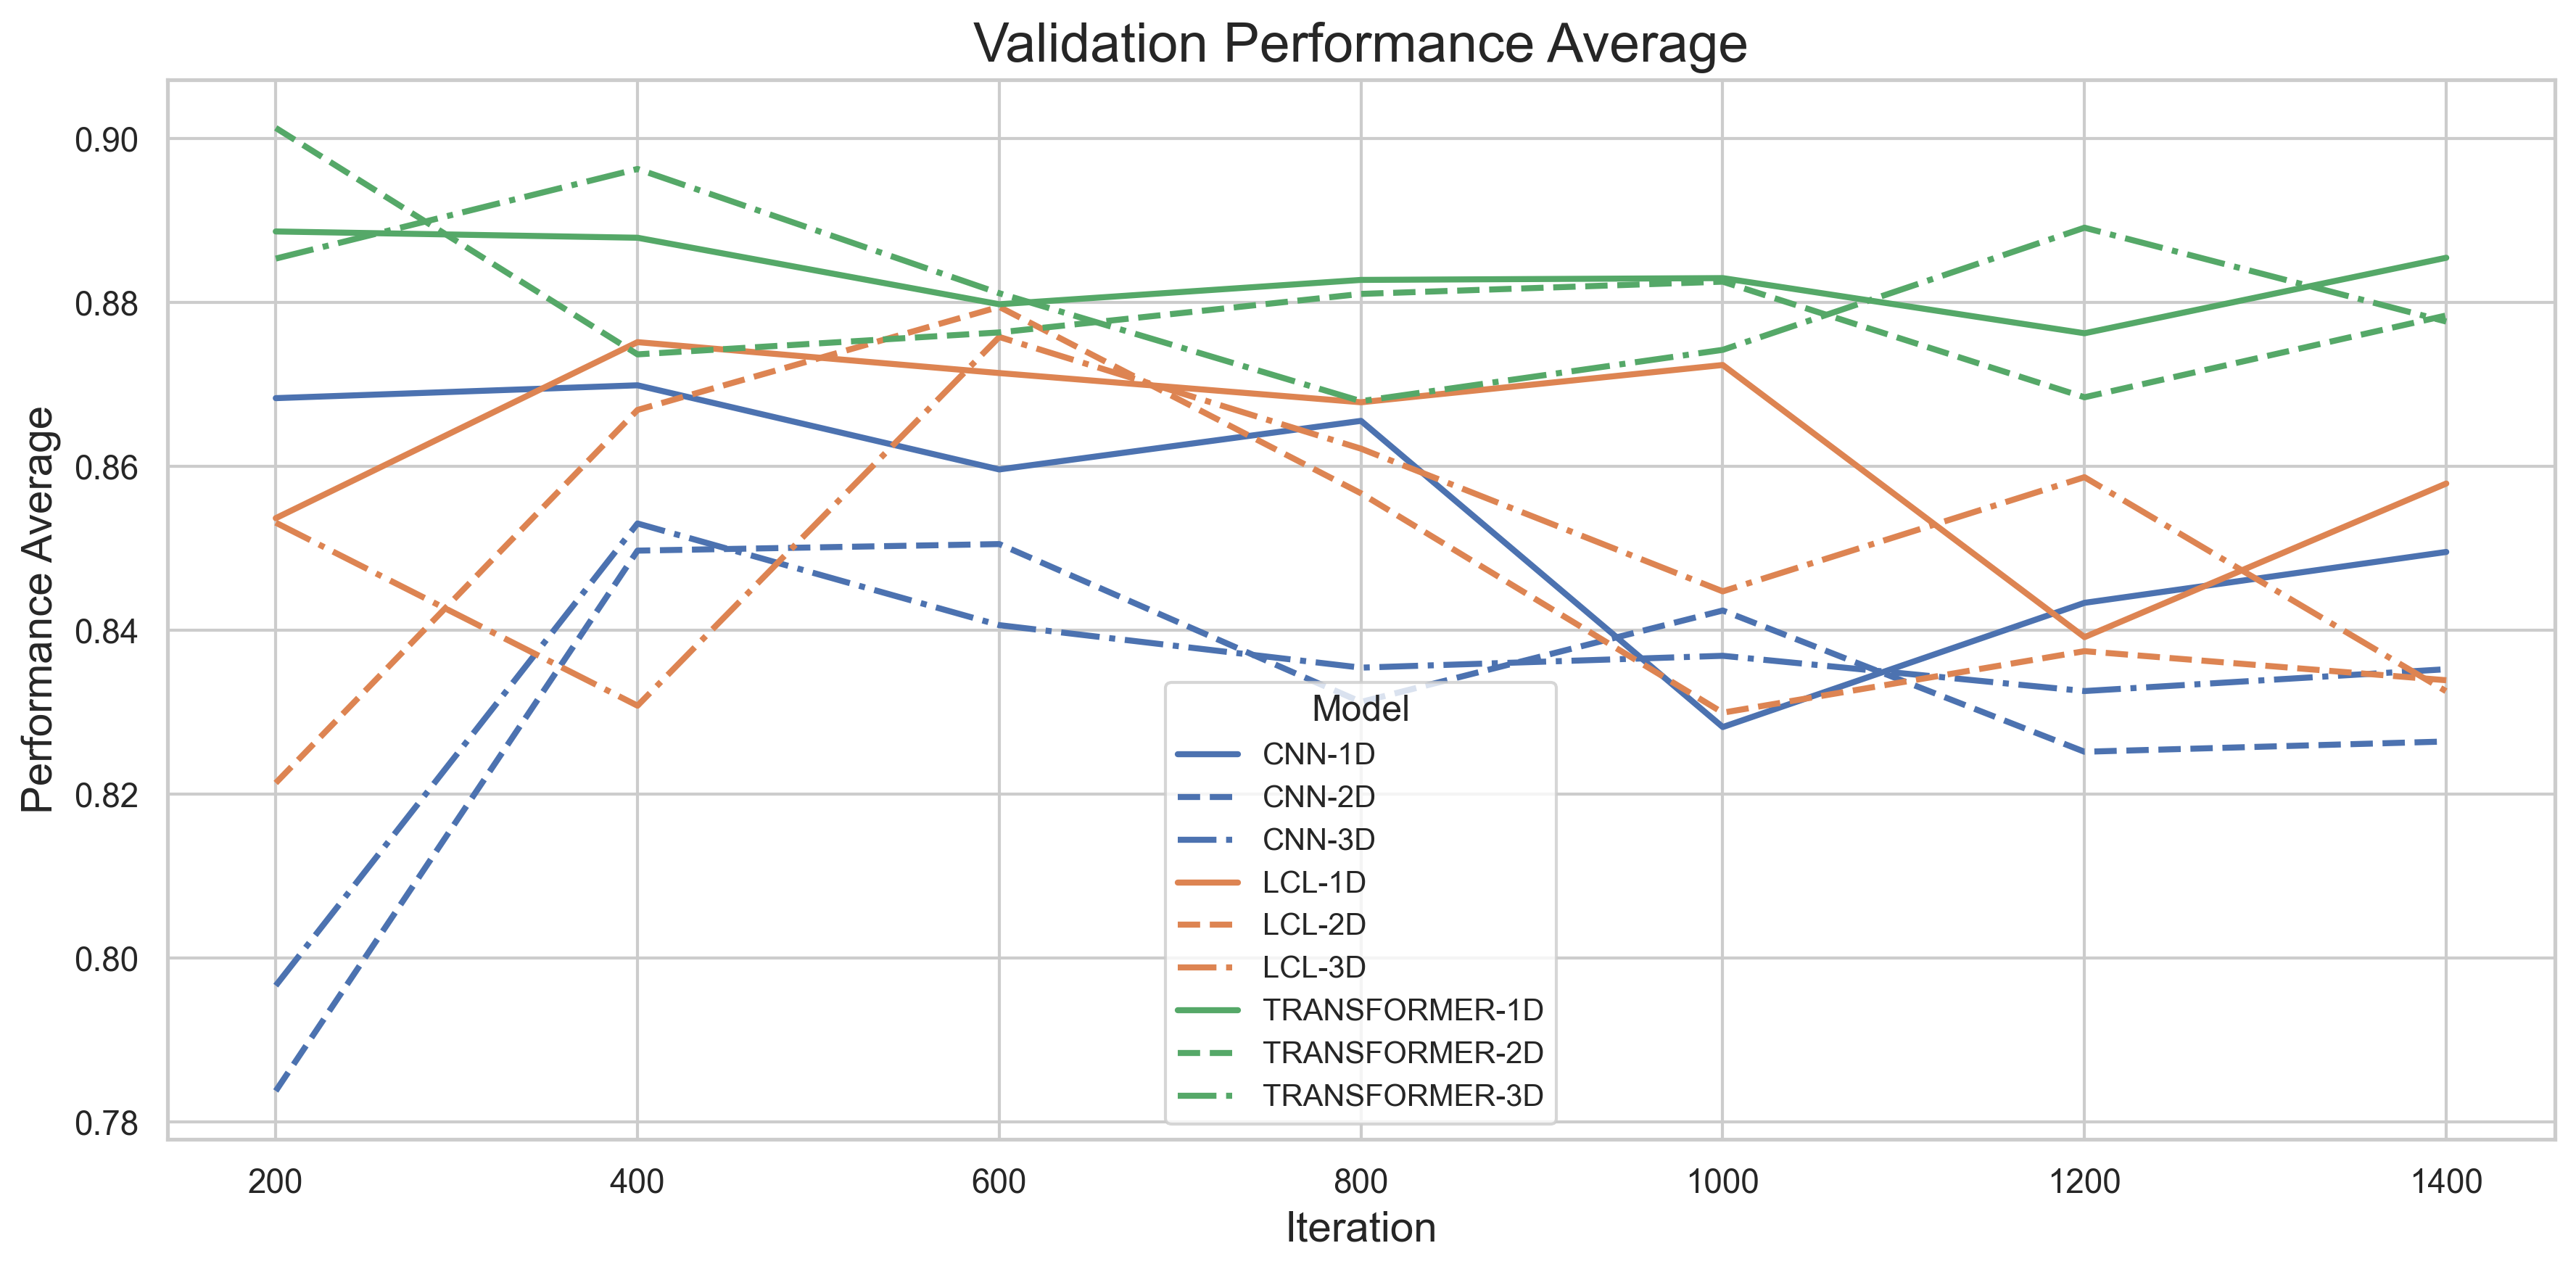 Validation Performance Average
Performance Average
0.90
0.88
0.86
0.84
0.82
0.80
0.78
Model
CNN-1D
CNN-2D
CNN-3D
LCL-1D
LCL-2D
LCL-3D
TRANSFORMER-1D
TRANSFORMER-2D
TRANSFORMER-3D
200 400 600 800 1000 1200 1400
Iteration